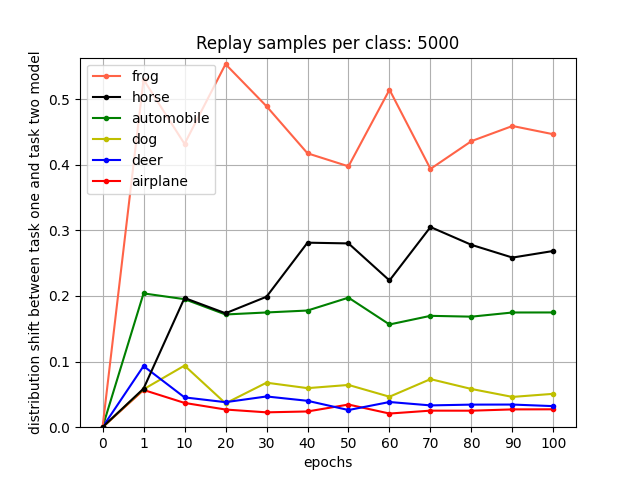 Replay samples per class: 5000
distribution shift between task one and task two model
0.5
0.4
0.3
0.2
0.1
0.0
frog
horse
automobile
dog
deer
airplane
0 1 10 20 30 40 50 60 70 80 90 100
epochs